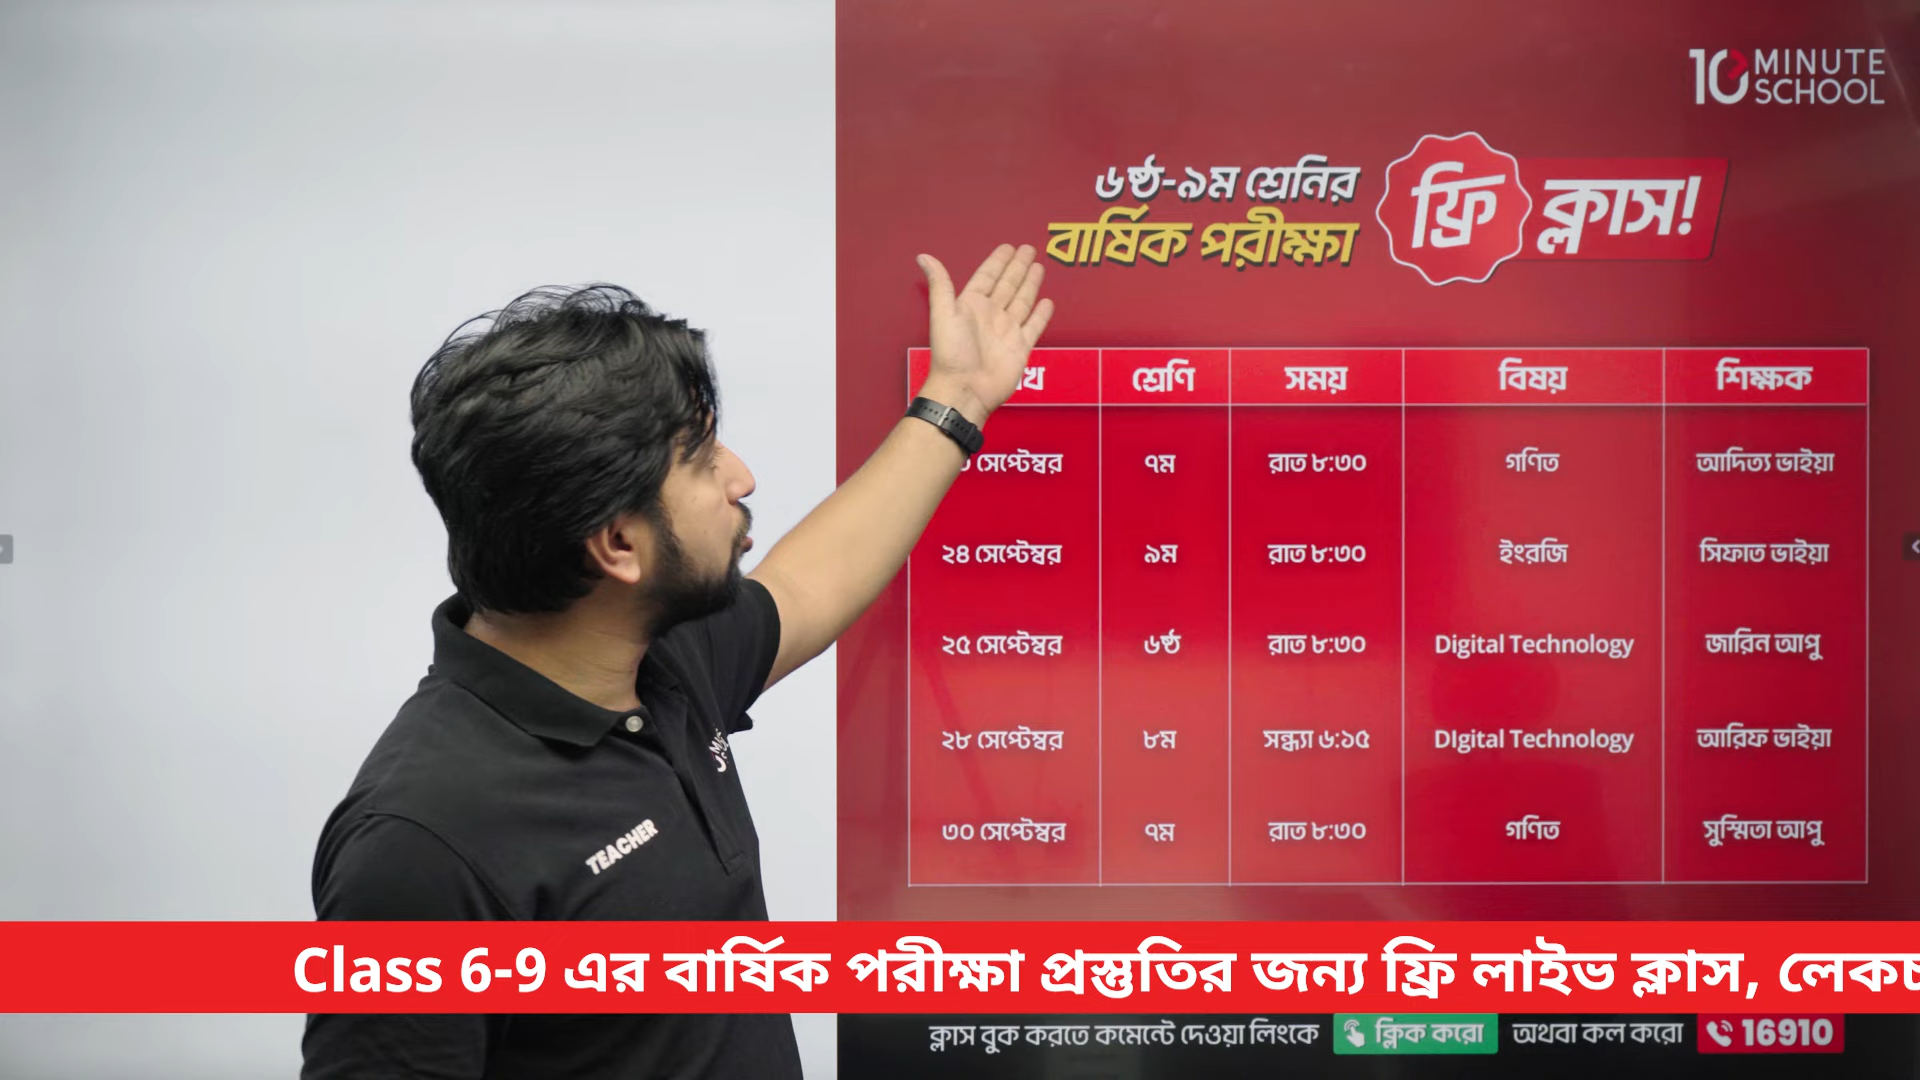 10 MINUTE
SCHOOL
৬ষ্ঠ-৯ম শ্রেনির
বার্ষিক পরীক্ষা
ফ্রি ক্লাস!
শ্রেণি সময় বিষয় শিক্ষক
সেপ্টেম্বর ৭ম রাত ৮:৩০ গণিত আদিত্য ভাইয়া
২৪ সেপ্টেম্বর ৯ম রাত ৮:৩০ ইংরজি সিফাত ভাইয়া
২৫ সেপ্টেম্বর ৬ষ্ঠ রাত ৮:৩০ Digital Technology জারিন আপু
২৮ সেপ্টেম্বর ৮ম সন্ধ্যা ৬:১৫ DIgital Technology আরিফ ভাইয়া
৩০ সেপ্টেম্বর ৭ম রাত ৮:৩০ গণিত সুস্মিতা আপু
TEACHER
Class 6-9 এর বার্ষিক পরীক্ষা প্রস্তুতির জন্য ফ্রি লাইভ ক্লাস,
ক্লাস বুক করতে কমেন্টে দেওয়া লিংকে ক্লিক করো অথবা কল করো 16910